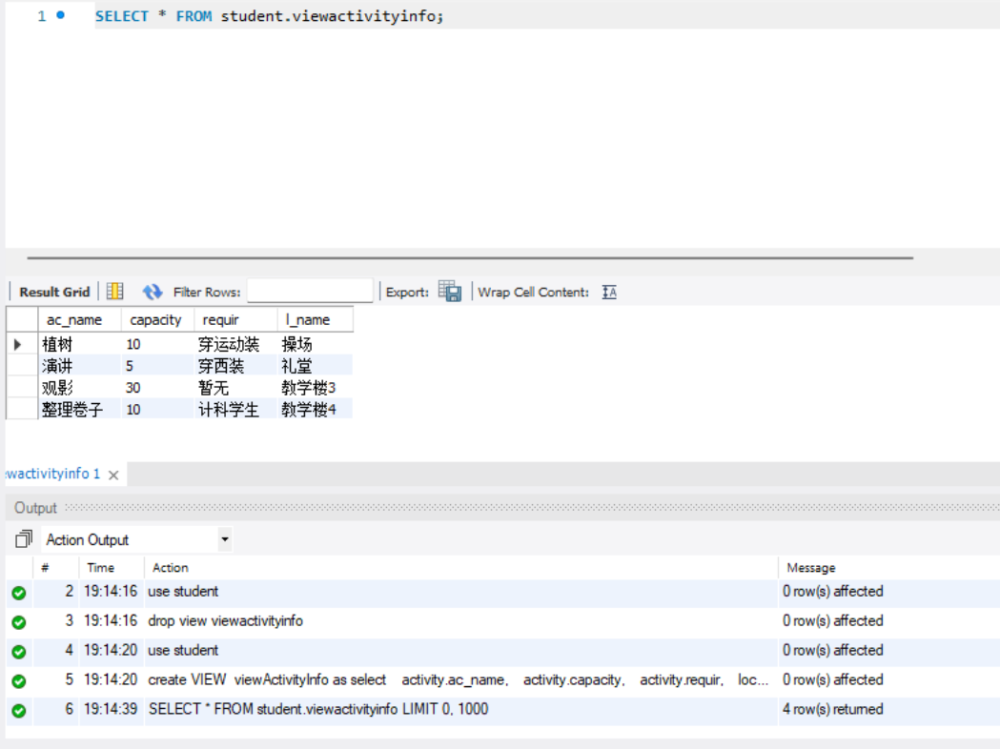 1 SELECT * FROM student.viewactivityinfo;
Result Grid Filter Rows: Export: Wrap Cell Content: IA
ac_name capacity requir l_name
植树 10 穿运动装 操场
演讲 5 穿西装 礼堂
观影 30 暂无 教学楼3
整理卷子 10 计科学生 教学楼4
ewactivityinfo 1 ×
Output
Action Output
# Time Action Message
2 19:14:16 use student 0 row(s) affected
3 19:14:16 drop view viewactivityinfo 0 row(s) affected
4 19:14:20 use student 0 row(s) affected
5 19:14:20 create VIEW viewActivityInfo as select activity.ac_name, activity.capacity, activity.requir, loc... 0 row(s) affected
6 19:14:39 SELECT * FROM student.viewactivityinfo LIMIT 0, 1000 4 row(s) returned